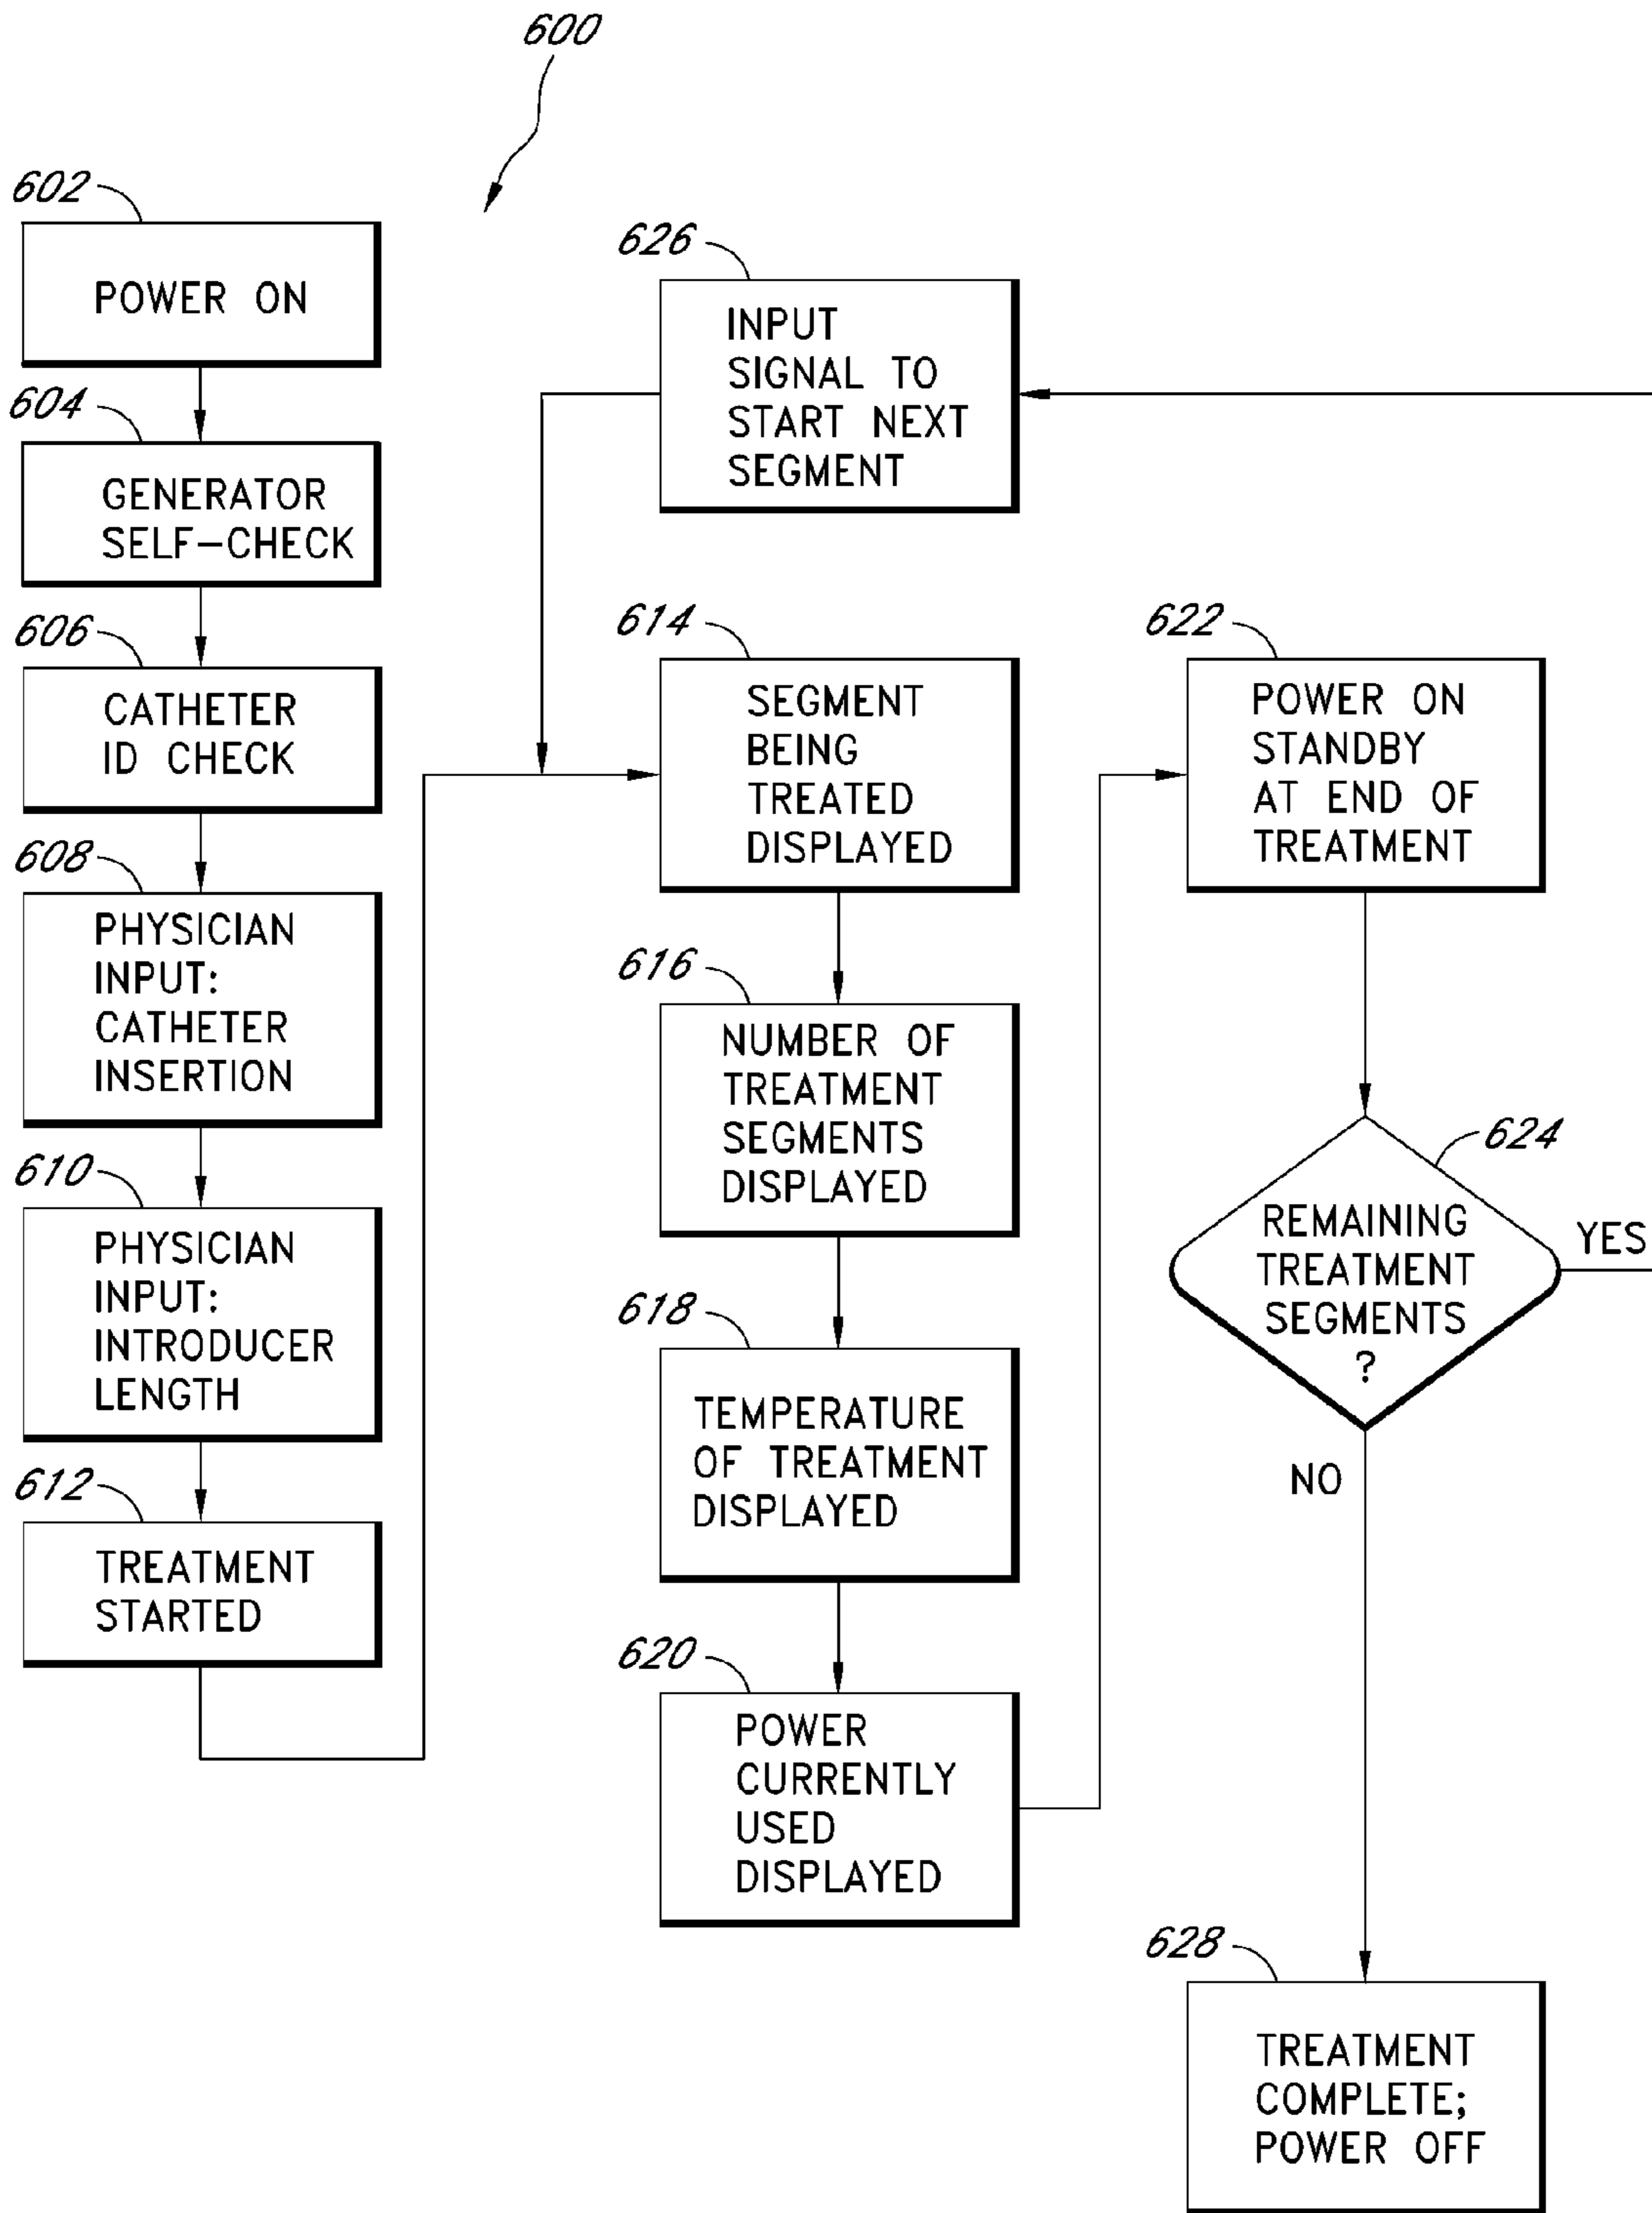 600
602
POWER ON
604
GENERATOR
SELF-CHECK
606
CATHETER
ID CHECK
608
PHYSICIAN
INPUT:
CATHETER
INSERTION
610
PHYSICIAN
INPUT:
INTRODUCER
LENGTH
612
TREATMENT
STARTED
626
INPUT
SIGNAL TO
START NEXT
SEGMENT
614
SEGMENT
BEING
TREATED
DISPLAYED
616
NUMBER OF
TREATMENT
SEGMENTS
DISPLAYED
618
TEMPERATURE
OF TREATMENT
DISPLAYED
620
POWER
CURRENTLY
USED
DISPLAYED
622
POWER ON
STANDBY
AT END OF
TREATMENT
624
REMAINING
TREATMENT
SEGMENTS
?
YES
NO
628
TREATMENT
COMPLETE;
POWER OFF